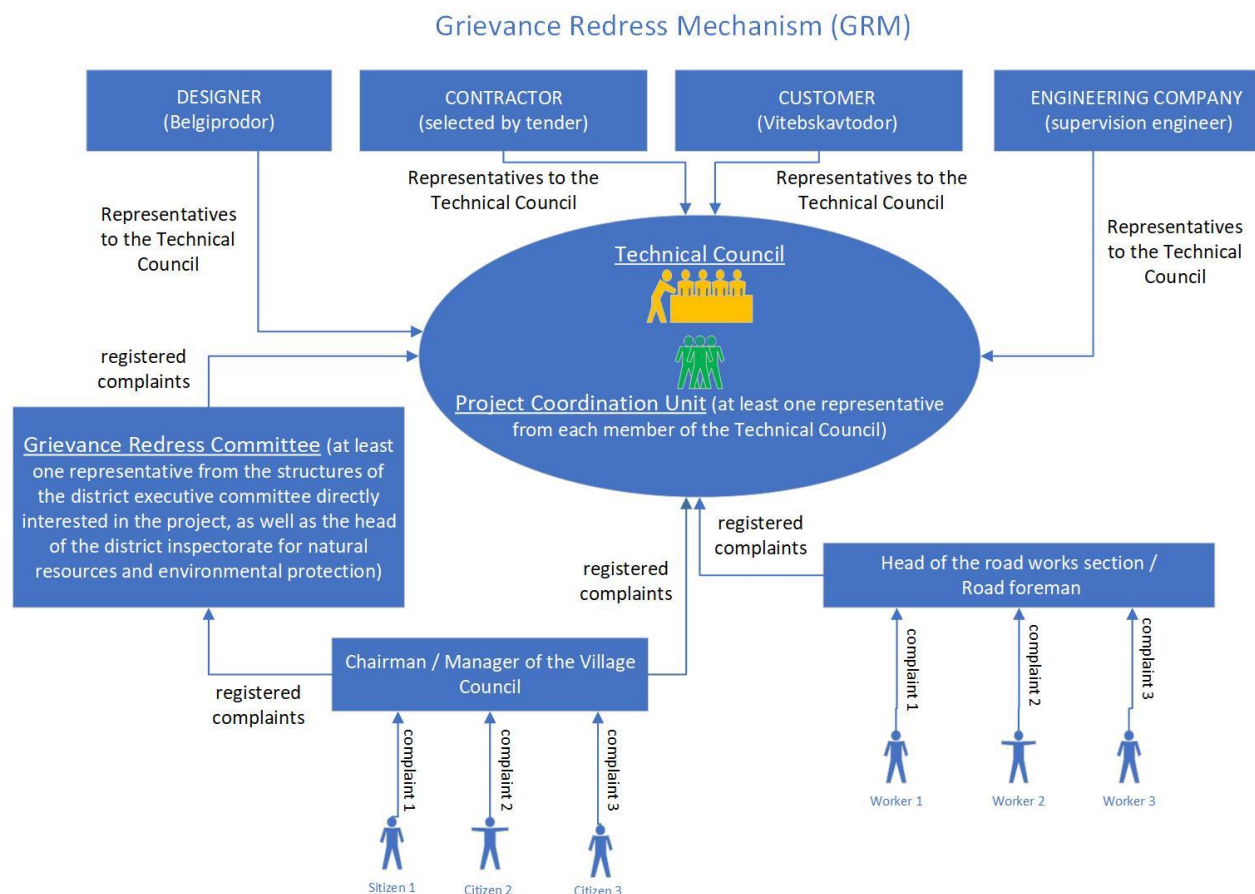 Grievance Redress Mechanism (GRM)
DESIGNER
(Belgiprodor)
CONTRACTOR
(selected by tender)
CUSTOMER
(Vitebskavtodor)
ENGINEERING COMPANY
(supervision engineer)
Representatives to the
Technical Council
Representatives to the
Technical Council
Representatives
to the Technical
Council
Representatives
to the Technical
Council
Technical Council
Project Coordination Unit (at least one representative
from each member of the Technical Council)
registered
complaints
Grievance Redress Committee (at least
one representative from the structures of
the district executive committee directly
interested in the project, as well as the head
of the district inspectorate for natural
resources and environmental protection)
registered
complaints
registered
complaints
Head of the road works section /
Road foreman
Chairman / Manager of the Village
Council
registered
complaints
complaint 1
complaint 2
complaint 3
Worker 1
Worker 2
Worker 3
complaint 1
complaint 2
complaint 3
Sitizen 1
Citizen 2
Citizen 3